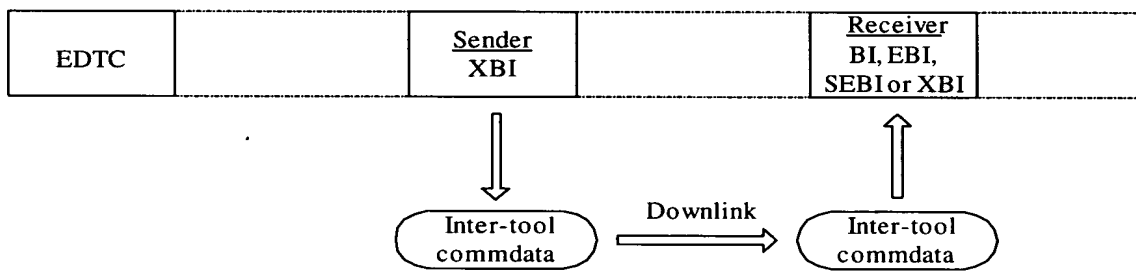 EDTC
Sender
XBI
Receiver
BI, EBI,
SEBI or XBI
Downlink
Inter-tool
commdata
Inter-tool
commdata